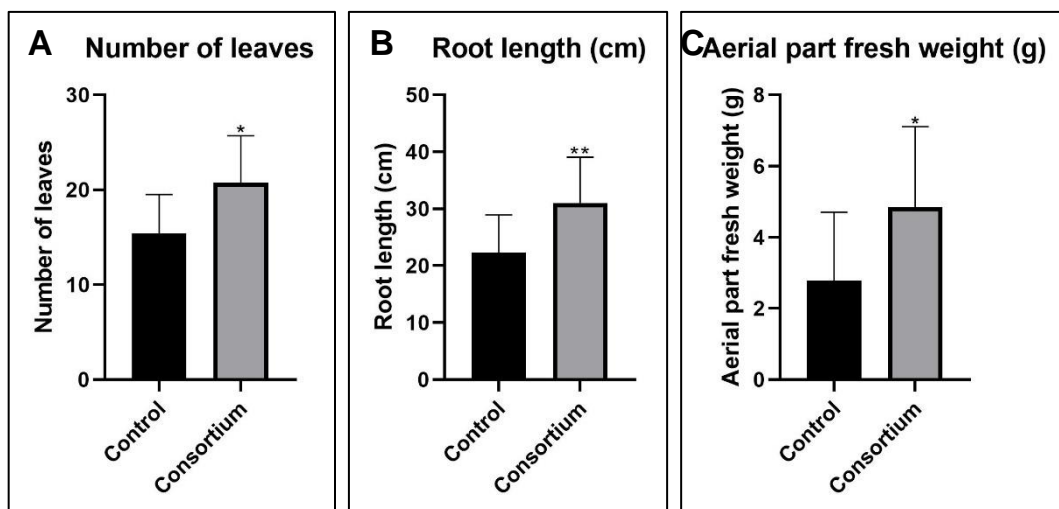 A Number of leaves
Number of leaves
30
20
10
0
*
Control
Consortium
B Root length (cm)
Root length (cm)
50
40
30
20
10
0
**
Control
Consortium
C Aerial part fresh weight (g)
Aerial part fresh weight (g)
8
6
4
2
0
*
Control
Consortium